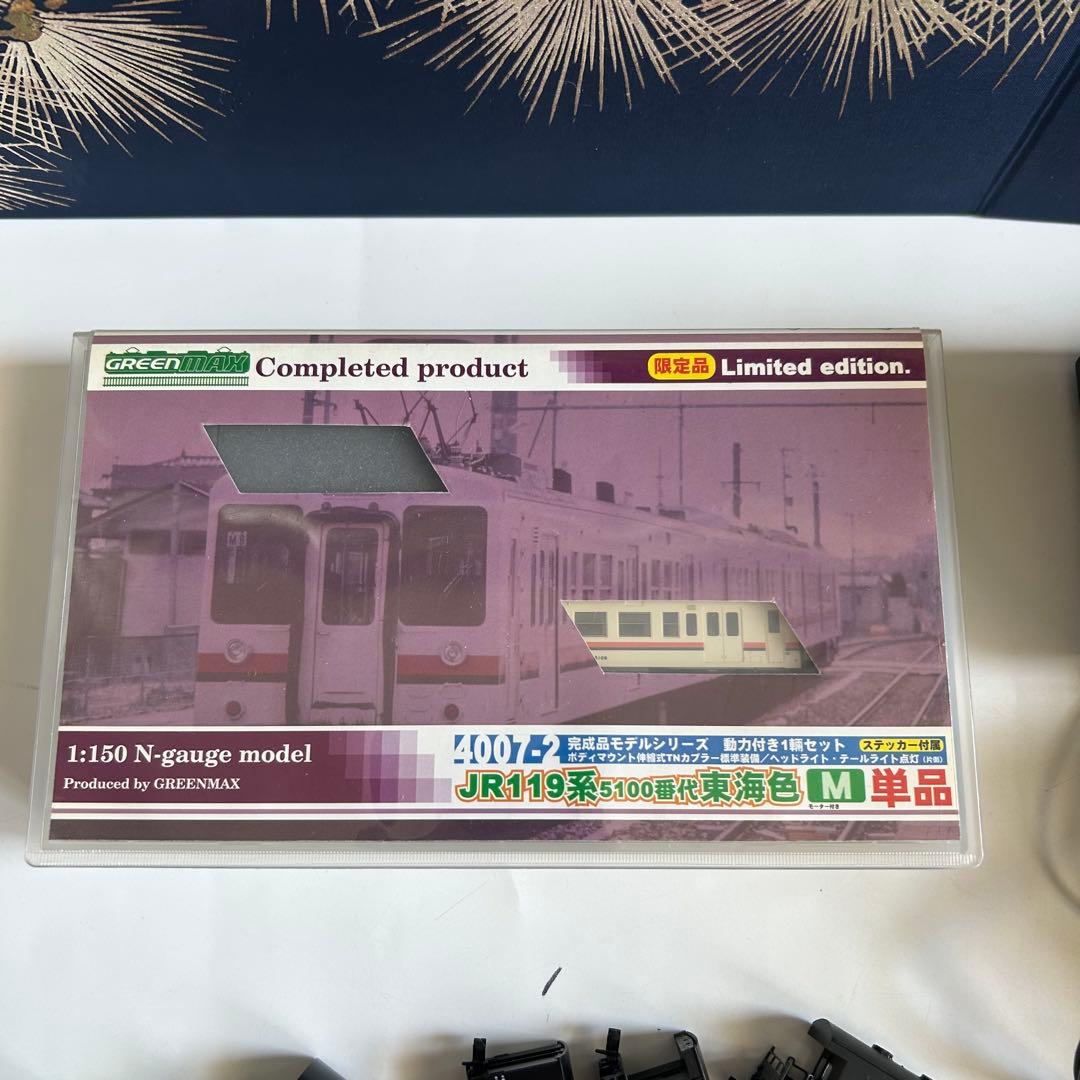 GREENMAX Completed product 限定品 Limited edition.
1:150 N-gauge model
Produced by GREENMAX
4007-2 完成品モデルシリーズ 動力付き1輛セット ステッカー付属
ボディマウント伸縮式TNカプラー標準装備/ヘッドライト・テールライト点灯(片側)
JR119系5100番代東海色 M 単品
モーター付き